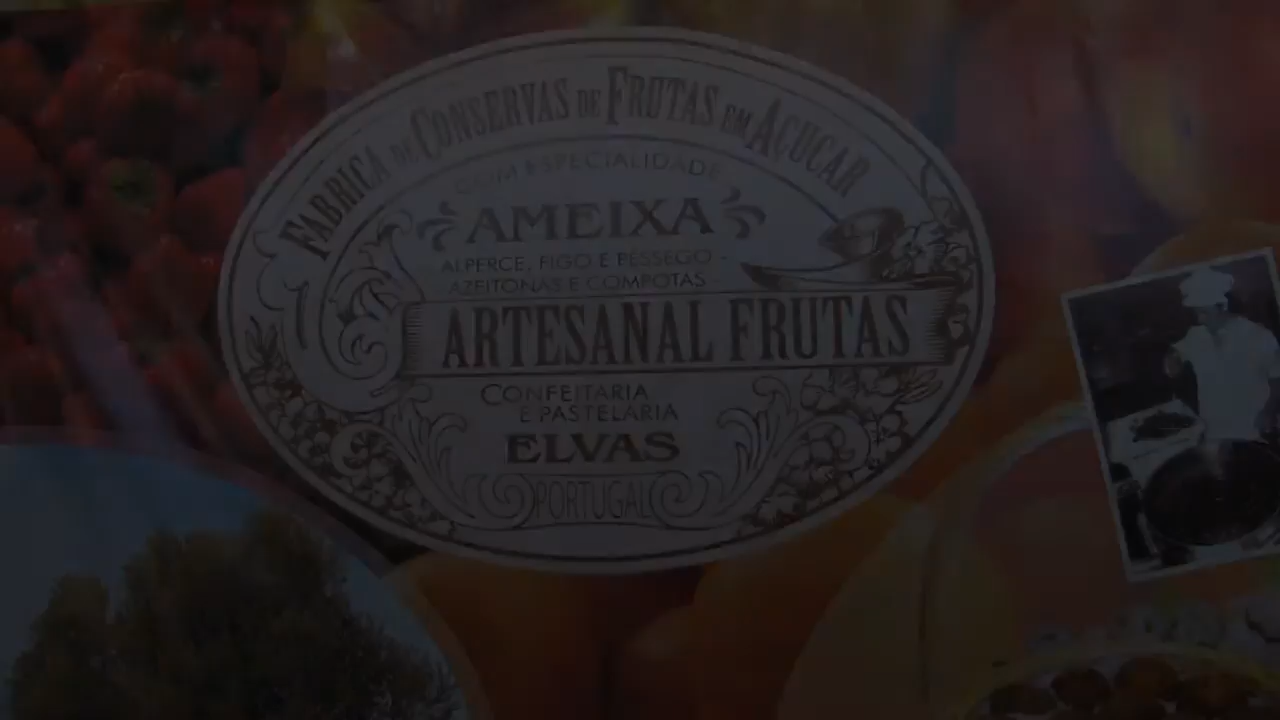 FABRICA DE CONSERVAS DE FRUTAS EM AÇUCAR
COM ESPECIALIDADE
AMEIXA
ALPERCE, FIGO E PÊSSEGO -
AZEITONAS E COMPOTAS
ARTESANAL FRUTAS
CONFEITARIA
E PASTELARIA
ELVAS
PORTUGAL